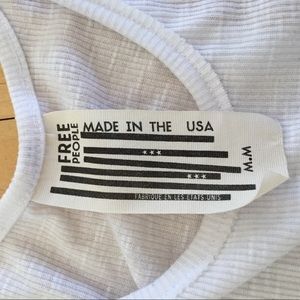 FREE
PEOPLE
MADE IN THE USA
M.M
FABRIQUE EN LES ETATS UNIS